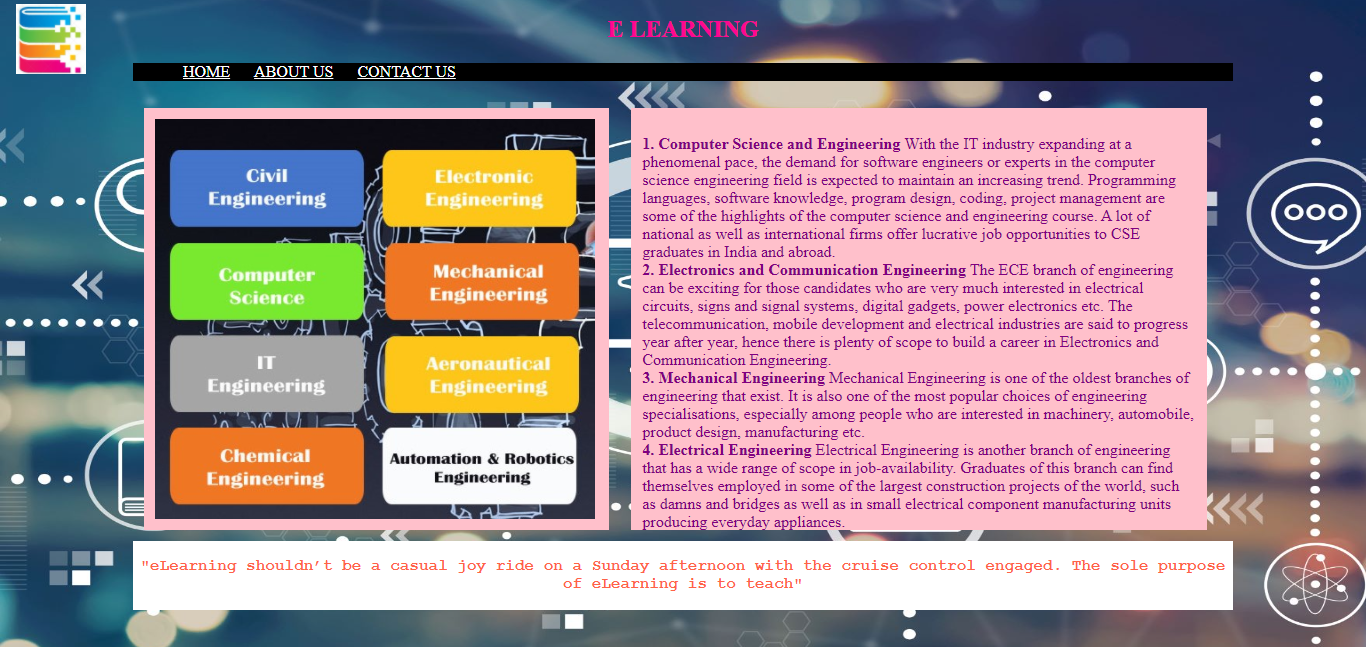 E LEARNING
HOME ABOUT US CONTACT US
Civil
Engineering
Electronic
Engineering
Computer
Science
Mechanical
Engineering
IT
Engineering
Aeronautical
Engineering
Chemical
Engineering
Automation & Robotics
Engineering
1. Computer Science and Engineering With the IT industry expanding at a
phenomenal pace, the demand for software engineers or experts in the computer
science engineering field is expected to maintain an increasing trend. Programming
languages, software knowledge, program design, coding, project management are
some of the highlights of the computer science and engineering course. A lot of
national as well as international firms offer lucrative job opportunities to CSE
graduates in India and abroad.
2. Electronics and Communication Engineering The ECE branch of engineering
can be exciting for those candidates who are very much interested in electrical
circuits, signs and signal systems, digital gadgets, power electronics etc. The
telecommunication, mobile development and electrical industries are said to progress
year after year, hence there is plenty of scope to build a career in Electronics and
Communication Engineering.
3. Mechanical Engineering Mechanical Engineering is one of the oldest branches of
engineering that exist. It is also one of the most popular choices of engineering
specialisations, especially among people who are interested in machinery, automobile,
product design, manufacturing etc.
4. Electrical Engineering Electrical Engineering is another branch of engineering
that has a wide range of scope in job-availability. Graduates of this branch can find
themselves employed in some of the largest construction projects of the world, such
as damns and bridges as well as in small electrical component manufacturing units
producing everyday appliances.
"eLearning shouldn’t be a casual joy ride on a Sunday afternoon with the cruise control engaged. The sole purpose
of eLearning is to teach"